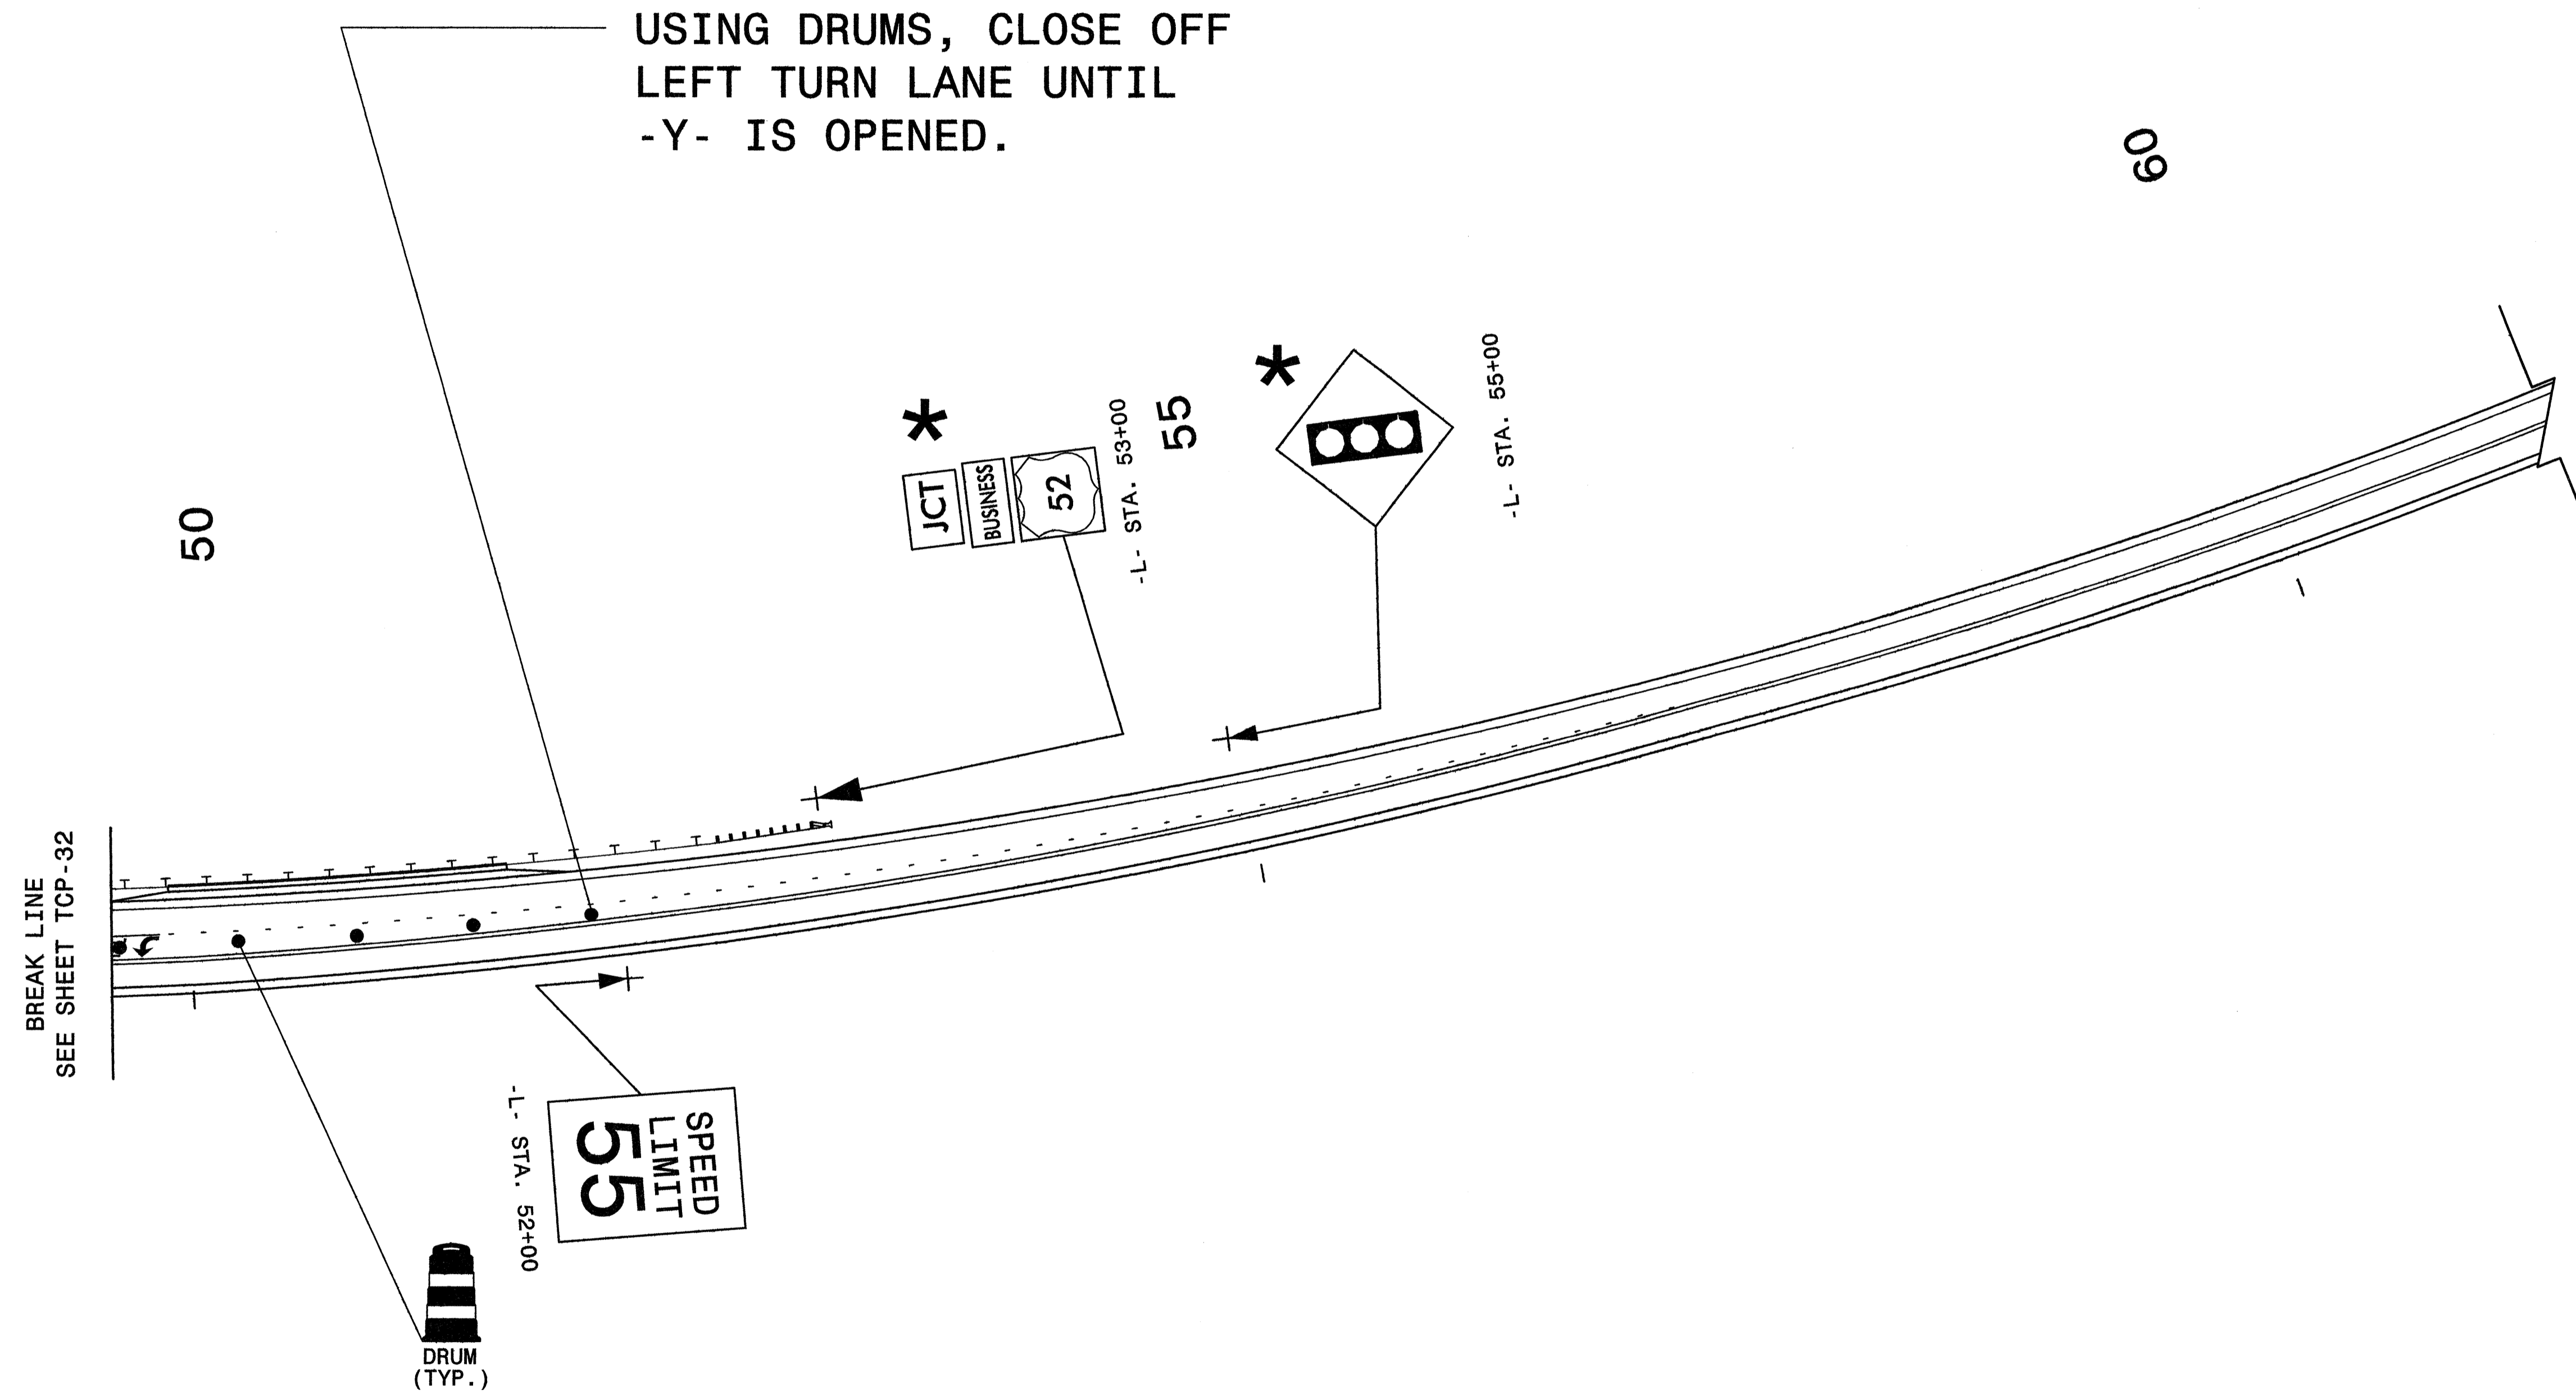 USING DRUMS, CLOSE OFF
LEFT TURN LANE UNTIL
-Y- IS OPENED.
60
50
JCT
BUSINESS
52
-L- STA. 53+00
55
-L- STA. 55+00
BREAK LINE
SEE SHEET TCP-32
SPEED
LIMIT
55
-L- STA. 52+00
DRUM
(TYP.)